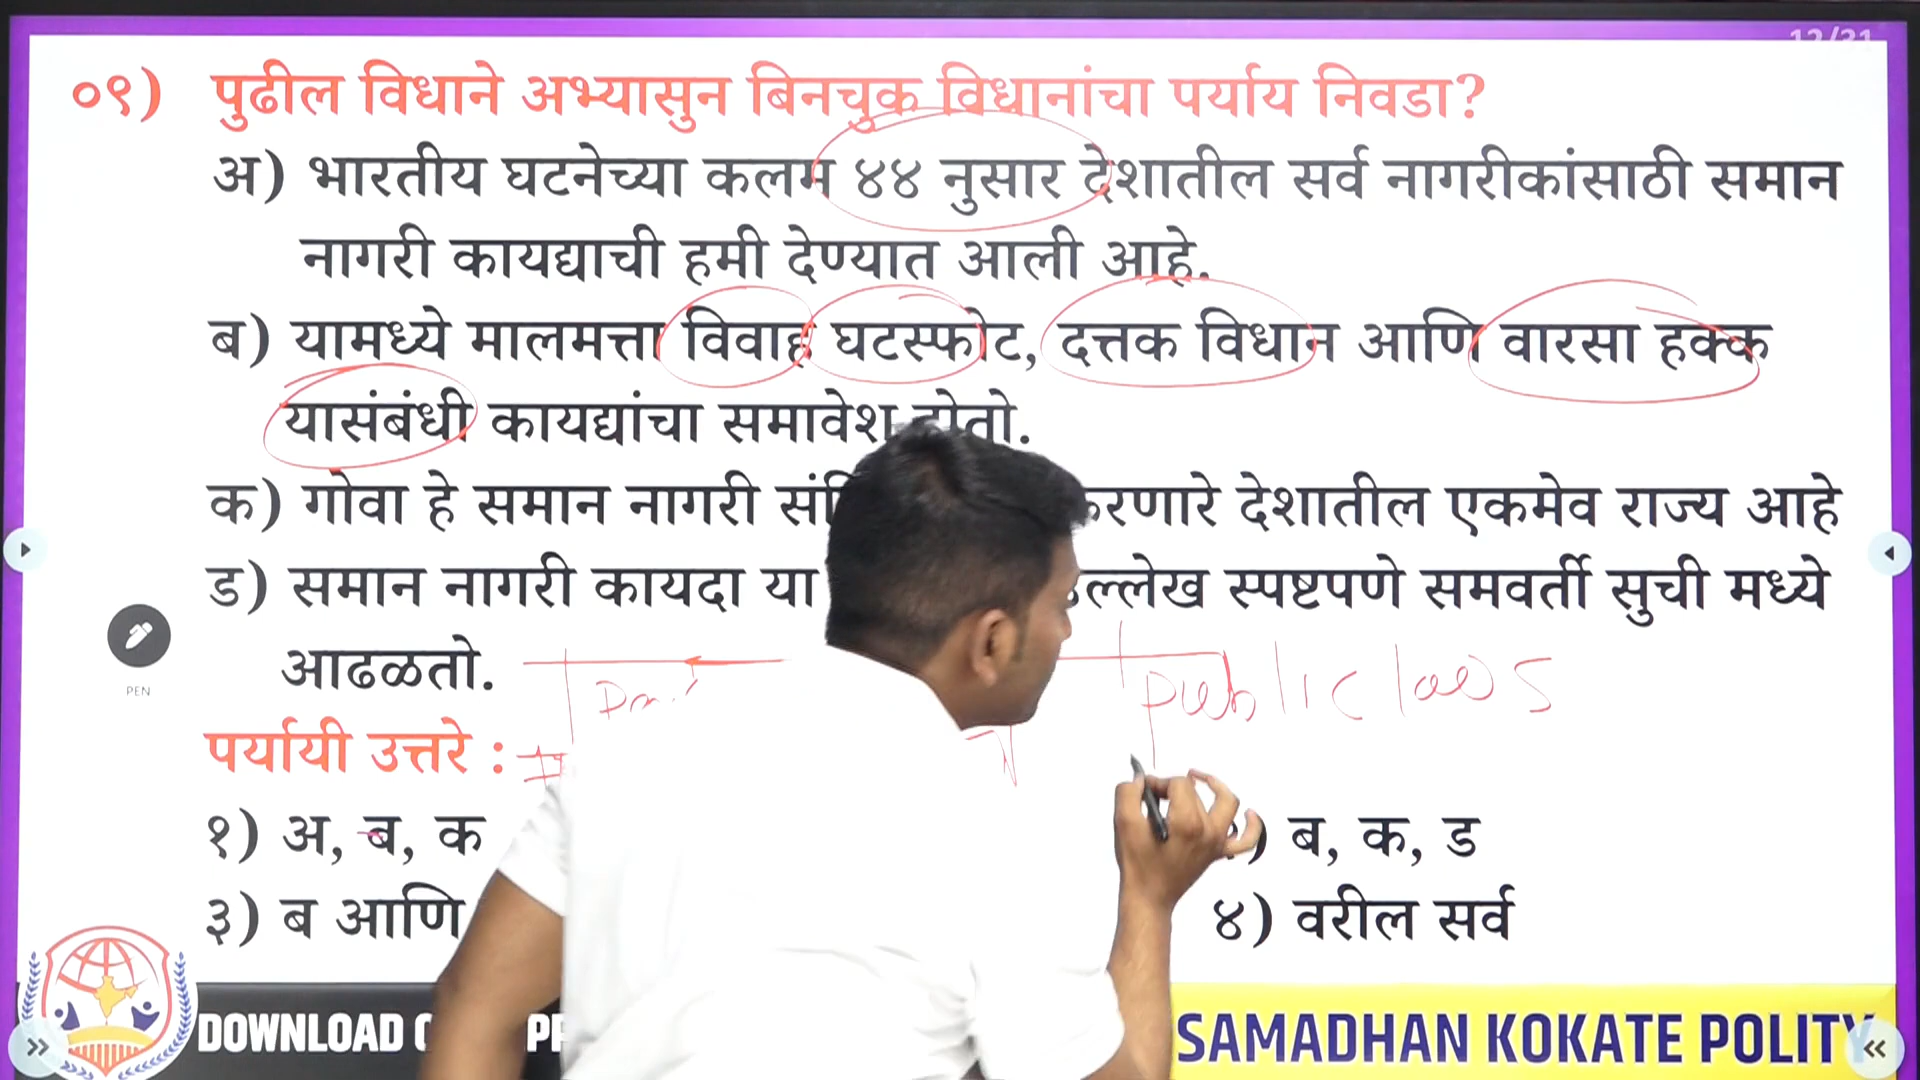 12/31
०९) पुढील विधाने अभ्यासुन बिनचुक विधानांचा पर्याय निवडा?
अ) भारतीय घटनेच्या कलम ४४ नुसार देशातील सर्व नागरीकांसाठी समान
नागरी कायद्याची हमी देण्यात आली आहे.
ब) यामध्ये मालमत्ता विवाह घटस्फोट, दत्तक विधान आणि वारसा हक्क
यासंबंधी कायद्यांचा समावेश होतो.
क) गोवा हे समान नागरी करणारे देशातील एकमेव राज्य आहे
ड) समान नागरी कायदा या उल्लेख स्पष्टपणे समवर्ती सुची मध्ये
आढळतो.
public laws
पर्यायी उत्तरे :
१) अ, ब, क
ब, क, ड
३) ब आणि
४) वरील सर्व
PEN
DOWNLOAD
SAMADHAN KOKATE POLITY